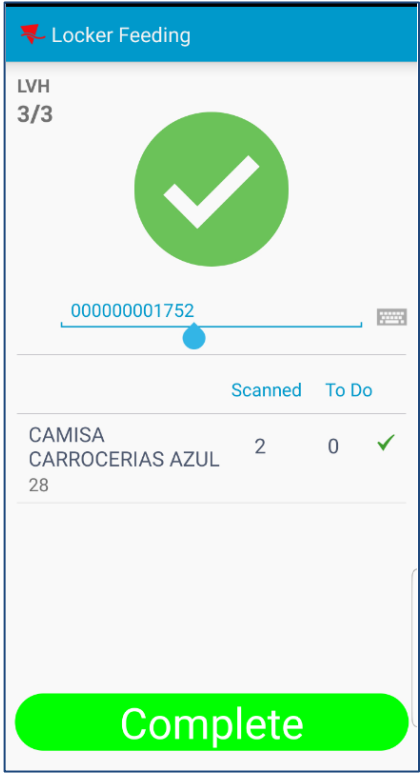 Locker Feeding
LVH
3/3
000000001752
Scanned To Do
CAMISA
CARROCERIAS AZUL 2 0
28
Complete